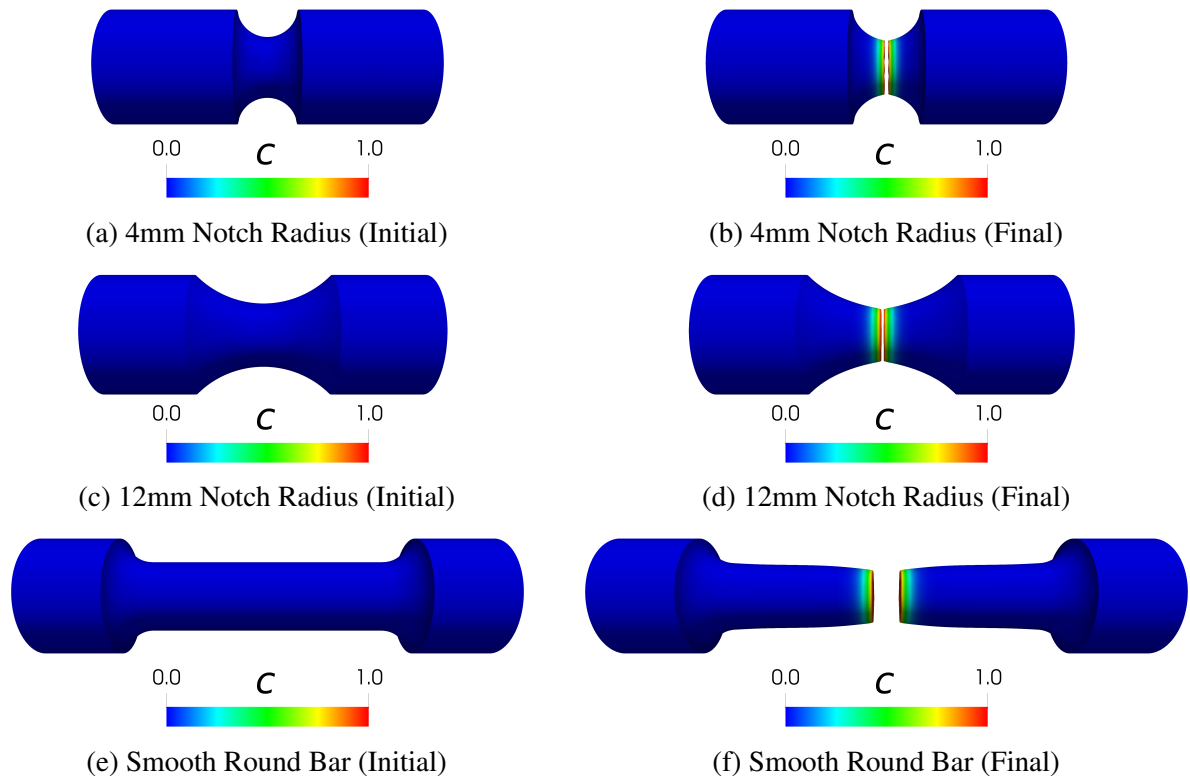 0.0 C 1.0 0.0 C 1.0
(a) 4mm Notch Radius (Initial) (b) 4mm Notch Radius (Final)
0.0 C 1.0 0.0 C 1.0
(c) 12mm Notch Radius (Initial) (d) 12mm Notch Radius (Final)
0.0 C 1.0 0.0 C 1.0
(e) Smooth Round Bar (Initial) (f) Smooth Round Bar (Final)